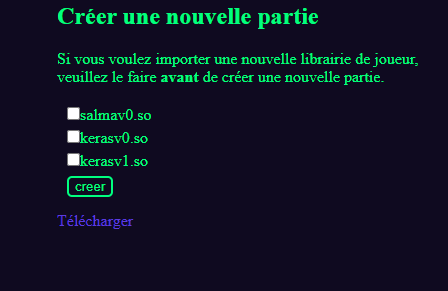 Créer une nouvelle partie
Si vous voulez importer une nouvelle librairie de joueur,
veuillez le faire avant de créer une nouvelle partie.
salmav0.so
kerasv0.so
kerasv1.so
creer
Télécharger